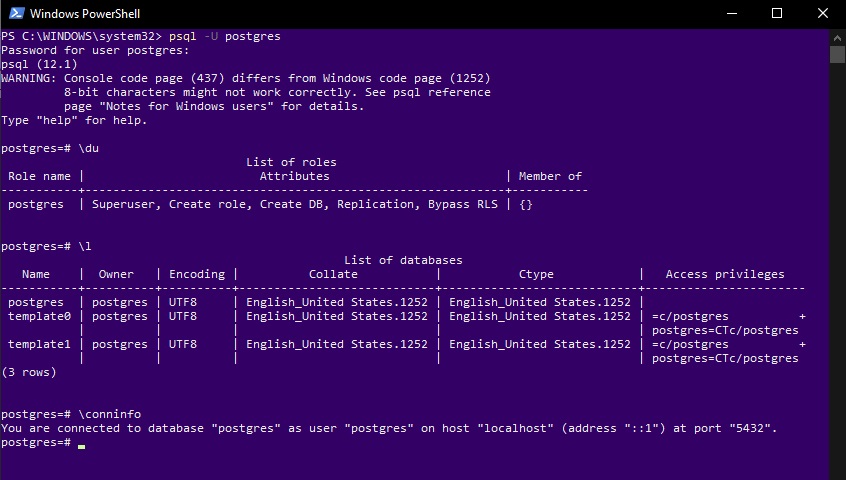 Windows PowerShell
PS C:\WINDOWS\system32> psql -U postgres
Password for user postgres:
psql (12.1)
WARNING: Console code page (437) differs from Windows code page (1252)
         8-bit characters might not work correctly. See psql reference
         page "Notes for Windows users" for details.
Type "help" for help.

postgres=# \du
                                   List of roles
 Role name |                         Attributes                         | Member of
-----------+------------------------------------------------------------+-----------
 postgres  | Superuser, Create role, Create DB, Replication, Bypass RLS | {}


postgres=# \l
                                                 List of databases
   Name    |  Owner   | Encoding |          Collate           |           Ctype            |   Access privileges
-----------+----------+----------+----------------------------+----------------------------+-----------------------
 postgres  | postgres | UTF8     | English_United States.1252 | English_United States.1252 |
 template0 | postgres | UTF8     | English_United States.1252 | English_United States.1252 | =c/postgres          +
           |          |          |                            |                            | postgres=CTc/postgres
 template1 | postgres | UTF8     | English_United States.1252 | English_United States.1252 | =c/postgres          +
           |          |          |                            |                            | postgres=CTc/postgres
(3 rows)


postgres=# \conninfo
You are connected to database "postgres" as user "postgres" on host "localhost" (address "::1") at port "5432".
postgres=#